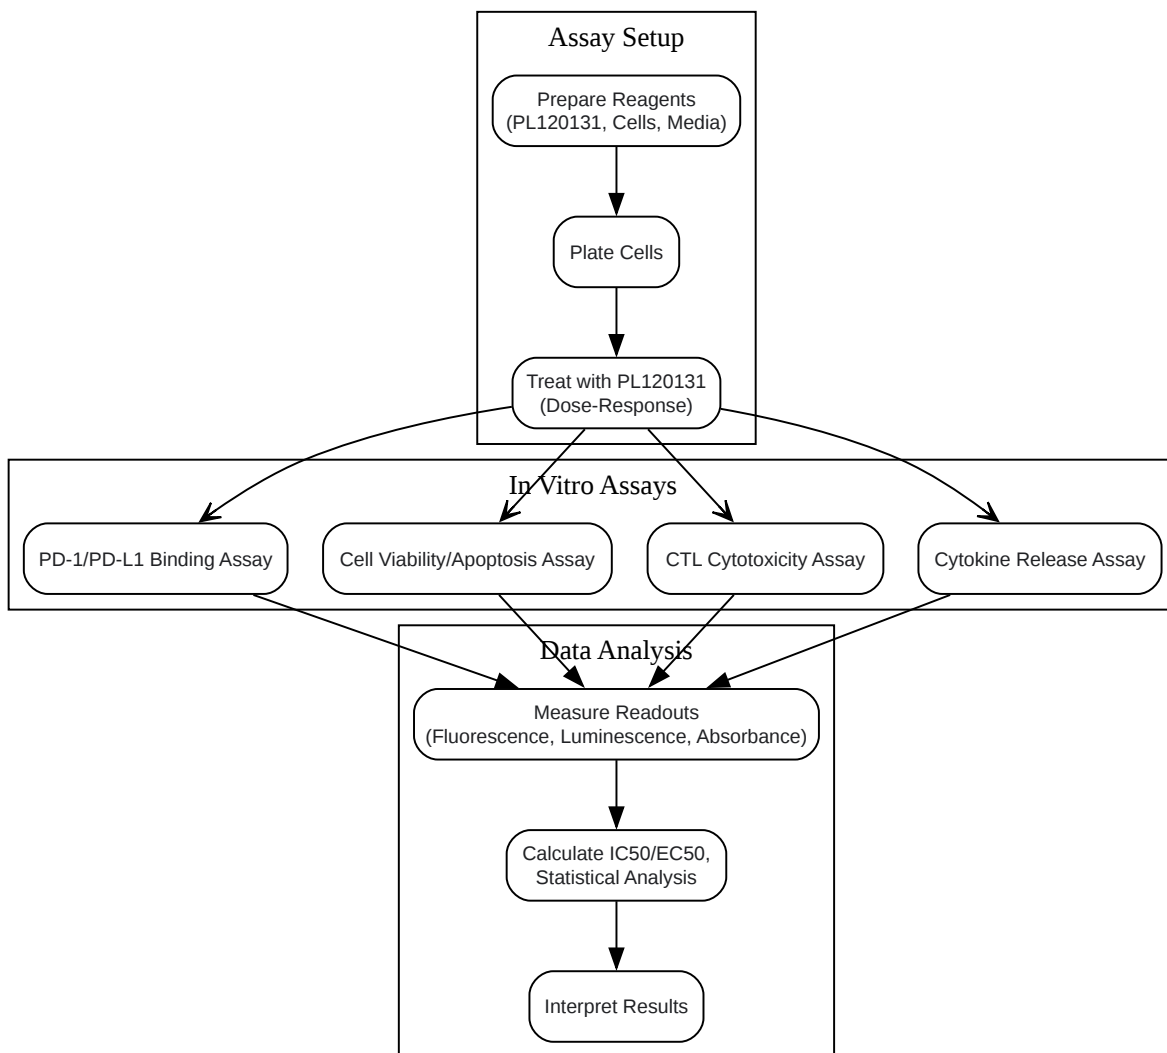 Assay Setup
Prepare Reagents
(PL120131, Cells, Media)
Plate Cells
Treat with PL120131
(Dose-Response)
In Vitro Assays
PD-1/PD-L1 Binding Assay
Cell Viability/Apoptosis Assay
CTL Cytotoxicity Assay
Cytokine Release Assay
Data Analysis
Measure Readouts
(Fluorescence, Luminescence, Absorbance)
Calculate IC50/EC50,
Statistical Analysis
Interpret Results